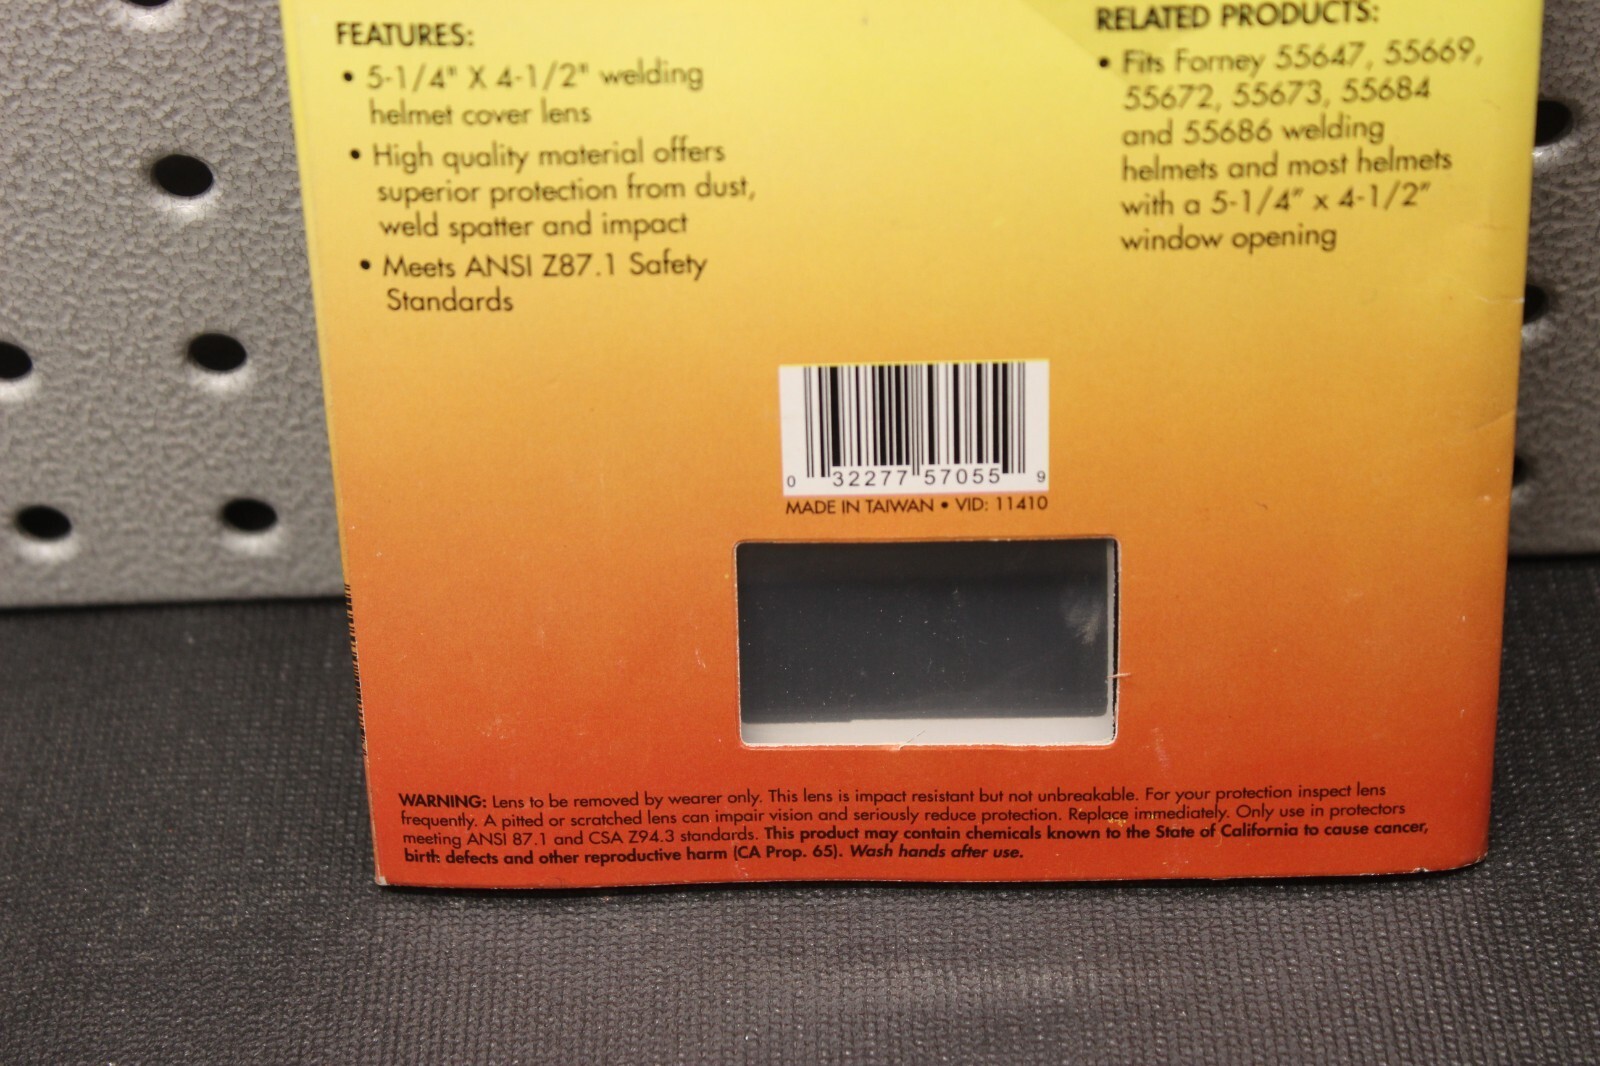 FEATURES:
• 5-1/4" X 4-1/2" welding
helmet cover lens
• High quality material offers
superior protection from dust,
weld spatter and impact
• Meets ANSI Z87.1 Safety
Standards
RELATED PRODUCTS:
• Fits Forney 55647, 55669,
55672, 55673, 55684
and 55686 welding
helmets and most helmets
with a 5-1/4" x 4-1/2"
window opening
0 32277 57055 9
MADE IN TAIWAN • VID: 11410
WARNING: Lens to be removed by wearer only. This lens is impact resistant but not unbreakable. For your protection inspect lens
frequently. A pitted or scratched lens can impair vision and seriously reduce protection. Replace immediately. Only use in protectors
meeting ANSI 87.1 and CSA Z94.3 standards. This product may contain chemicals known to the State of California to cause cancer,
birth defects and other reproductive harm (CA Prop. 65). Wash hands after use.